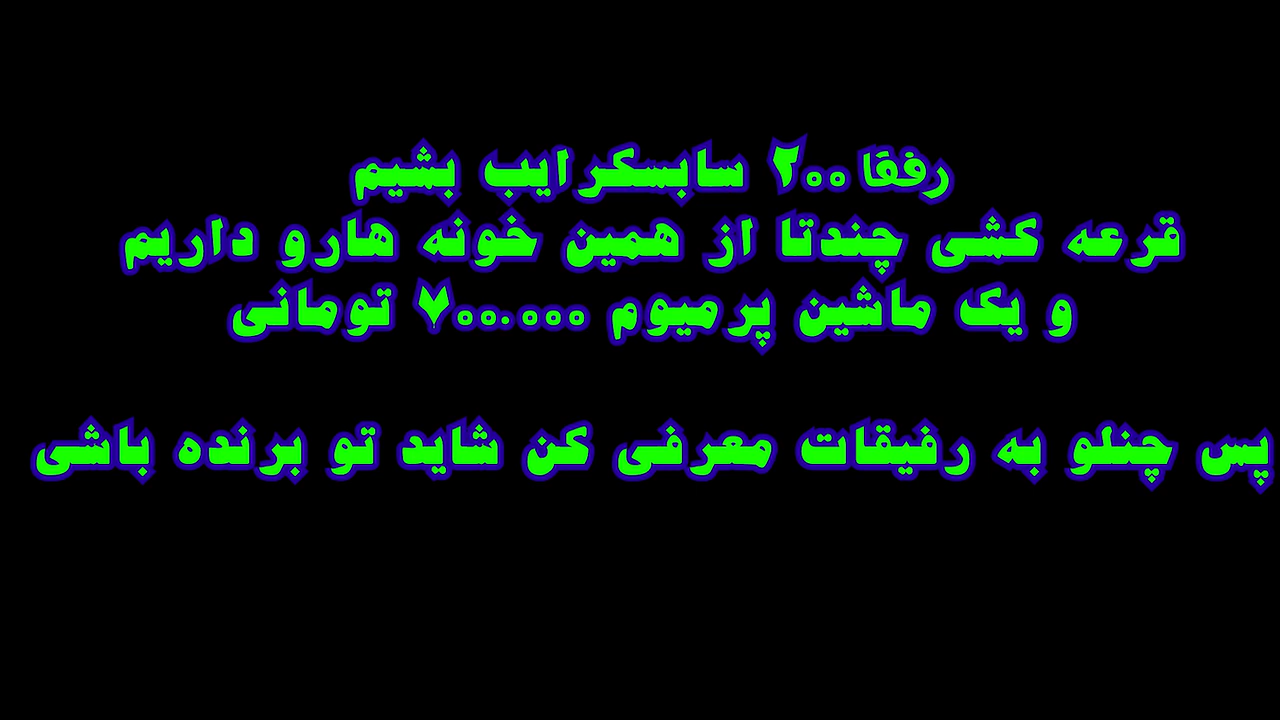 رفقا ۲۰۰ سابسکرایب بشیم
قرعه کشی چندتا از همین خونه هارو داریم
و یک ماشین پرمیوم ۷۰۰.۰۰۰ تومانی
پس چنلو به رفیقات معرفی کن شاید تو برنده باشی